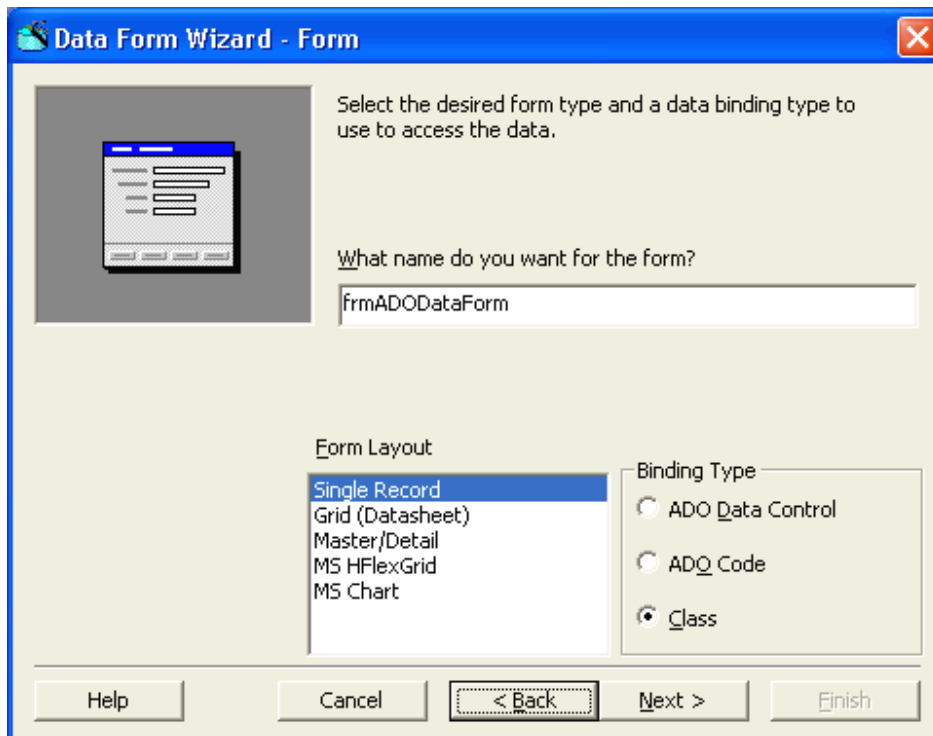 Data Form Wizard - Form
Select the desired form type and a data binding type to
use to access the data.
What name do you want for the form?
frmADODataForm
Form Layout
Single Record
Grid (Datasheet)
Master/Detail
MS HFlexGrid
MS Chart
Binding Type
ADO Data Control
ADO Code
Class
Help
Cancel
< Back
Next >
Finish